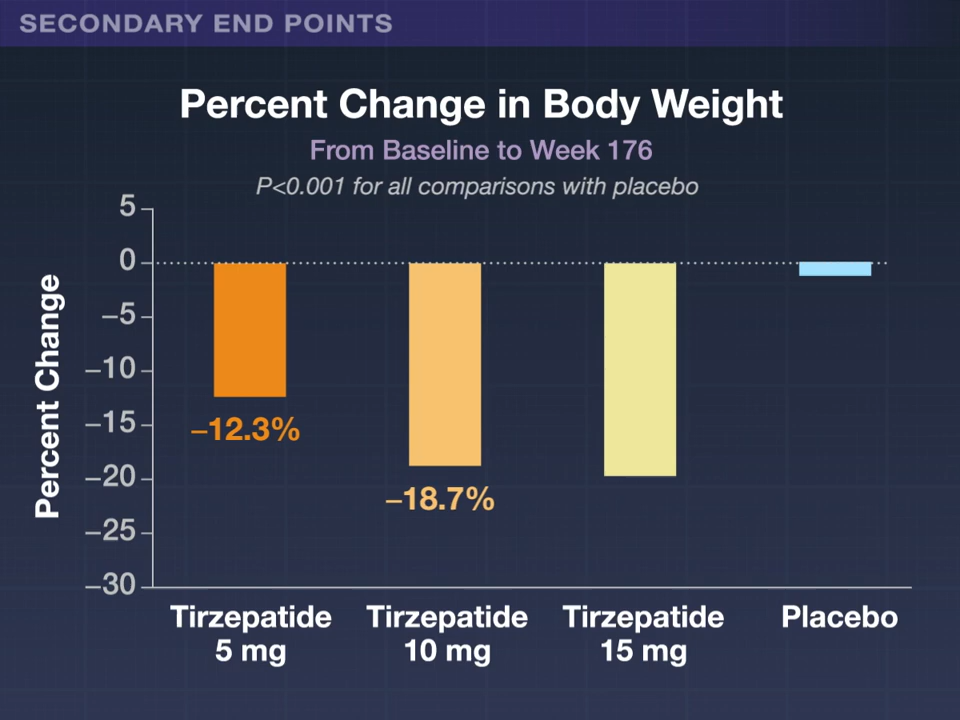 SECONDARY END POINTS
Percent Change in Body Weight
From Baseline to Week 176
P<0.001 for all comparisons with placebo
Percent Change
5
0
−5
−10
−15
−20
−25
−30
−12.3%
−18.7%
Tirzepatide 5 mg
Tirzepatide 10 mg
Tirzepatide 15 mg
Placebo